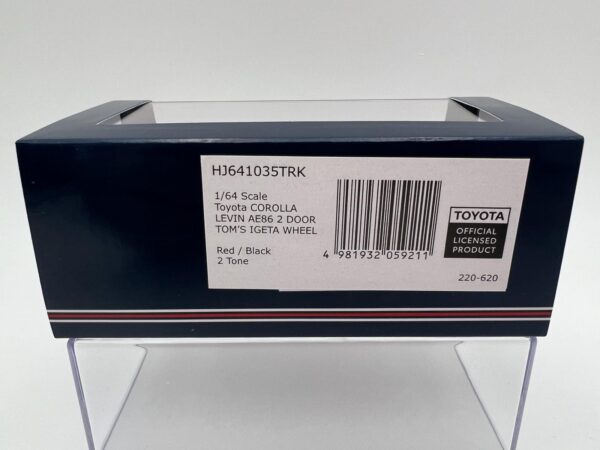 HJ641035TRK
1/64 Scale
Toyota COROLLA
LEVIN AE86 2 DOOR
TOM'S IGETA WHEEL
Red / Black
2 Tone
4 981932 059211
TOYOTA
OFFICIAL
LICENSED
PRODUCT
220-620